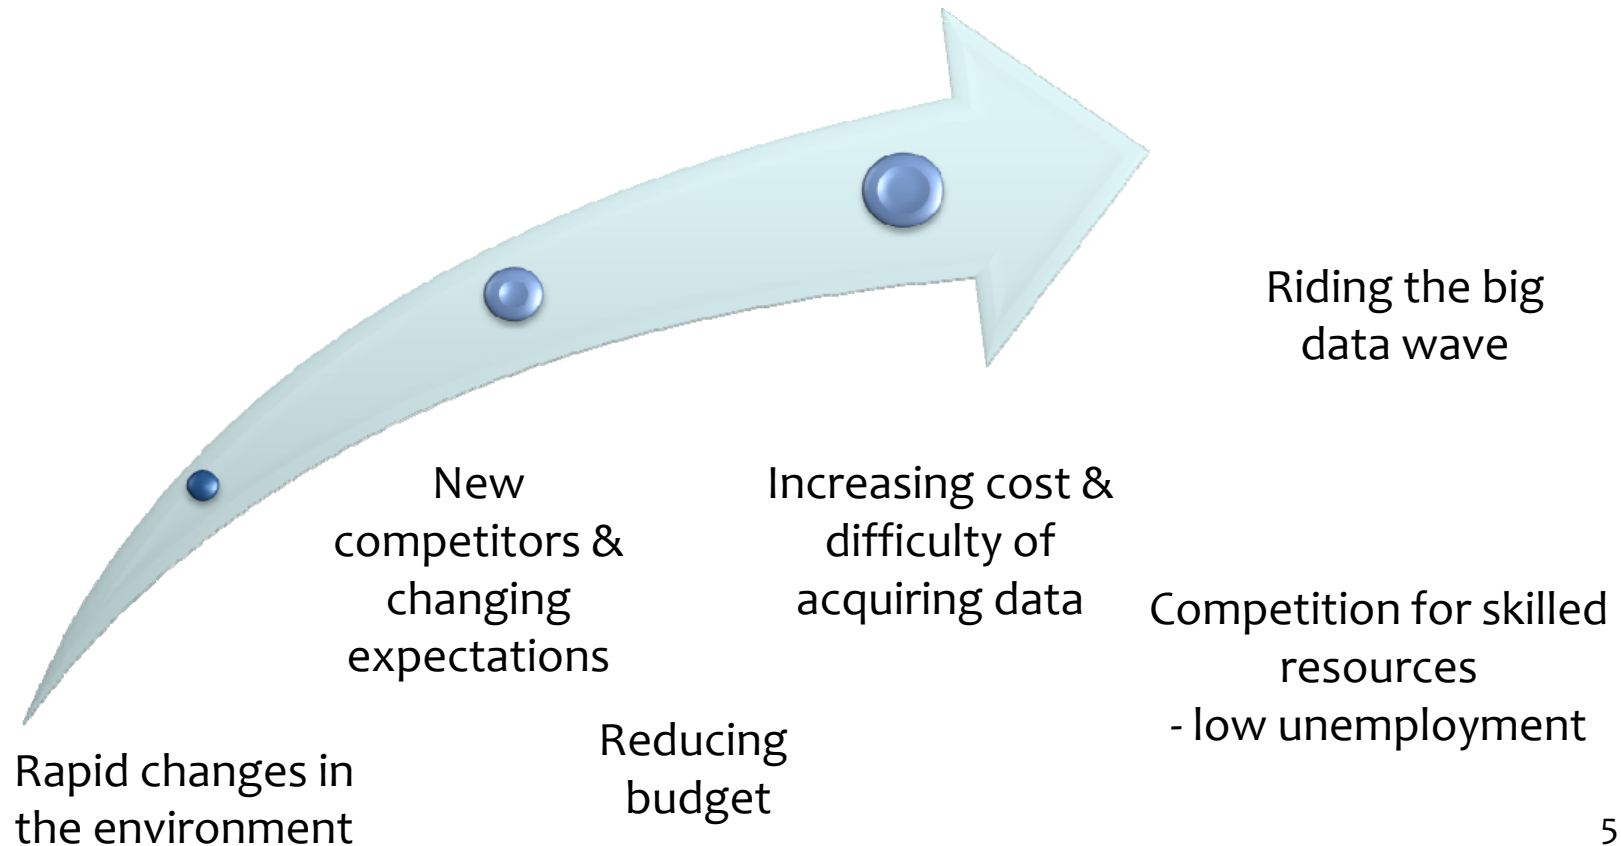 Riding the big
data wave
New
competitors &
changing
expectations
Increasing cost &
difficulty of
acquiring data
Competition for skilled
resources
- low unemployment
Reducing
budget
Rapid changes in
the environment
5